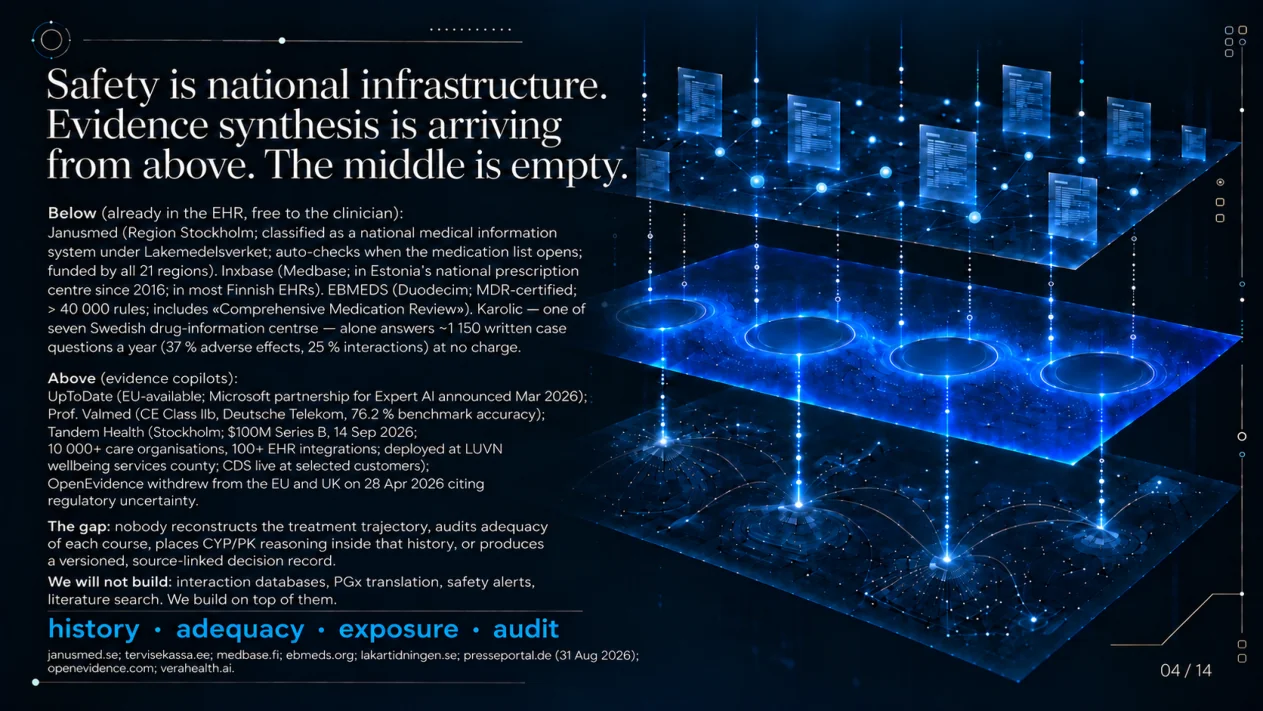 Safety is national infrastructure.
Evidence synthesis is arriving
from above. The middle is empty.
Below (already in the EHR, free to the clinician):
Janusmed (Region Stockholm; classified as a national medical information
system under Lakemedelsverket; auto-checks when the medication list opens;
funded by all 21 regions). Inxbase (Medbase; in Estonia's national prescription
centre since 2016; in most Finnish EHRs). EBMEDS (Duodecim; MDR-certified;
> 40 000 rules; includes «Comprehensive Medication Review»). Karolic — one of
seven Swedish drug-information centrse — alone answers ~1 150 written case
questions a year (37 % adverse effects, 25 % interactions) at no charge.
Above (evidence copilots):
UpToDate (EU-available; Microsoft partnership for Expert AI announced Mar 2026);
Prof. Valmed (CE Class IIb, Deutsche Telekom, 76.2 % benchmark accuracy);
Tandem Health (Stockholm; $100M Series B, 14 Sep 2026;
10 000+ care organisations, 100+ EHR integrations; deployed at LUVN
wellbeing services county; CDS live at selected customers);
OpenEvidence withdrew from the EU and UK on 28 Apr 2026 citing
regulatory uncertainty.
The gap: nobody reconstructs the treatment trajectory, audits adequacy
of each course, places CYP/PK reasoning inside that history, or produces
a versioned, source-linked decision record.
We will not build: interaction databases, PGx translation, safety alerts,
literature search. We build on top of them.
history · adequacy · exposure · audit
janusmed.se; tervisekassa.ee; medbase.fi; ebmeds.org; lakartidningen.se; presseportal.de (31 Aug 2026);
openevidence.com; verahealth.ai.
04 / 14